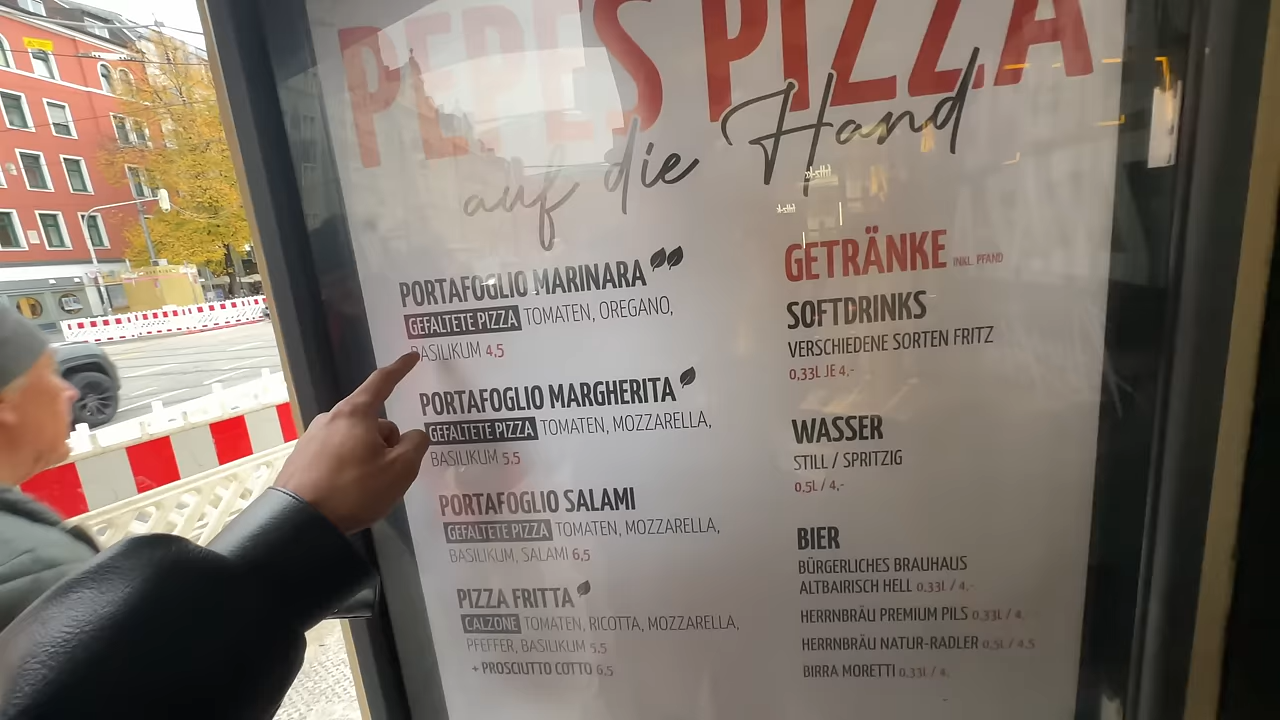 PEPES PIZZA
auf die Hand
PORTAFOGLIO MARINARA
GEFALTETE PIZZA TOMATEN, OREGANO,
BASILIKUM 4,5
PORTAFOGLIO MARGHERITA
GEFALTETE PIZZA TOMATEN, MOZZARELLA,
BASILIKUM 5,5
PORTAFOGLIO SALAMI
GEFALTETE PIZZA TOMATEN, MOZZARELLA,
BASILIKUM, SALAMI 6,5
PIZZA FRITTA
CALZONE TOMATEN, RICOTTA, MOZZARELLA,
PFEFFER, BASILIKUM 5,5
+ PROSCIUTTO COTTO 6,5
GETRÄNKE INKL. PFAND
SOFTDRINKS
VERSCHIEDENE SORTEN FRITZ
0,33L JE 4,-
WASSER
STILL / SPRITZIG
0,5L / 4,-
BIER
BÜRGERLICHES BRAUHAUS
ALTBAIRISCH HELL 0,33L / 4,-
HERRNBRÄU PREMIUM PILS 0,33L / 4,
HERRNBRÄU NATUR-RADLER 0,5L / 4,5
BIRRA MORETTI 0,33L / 4,